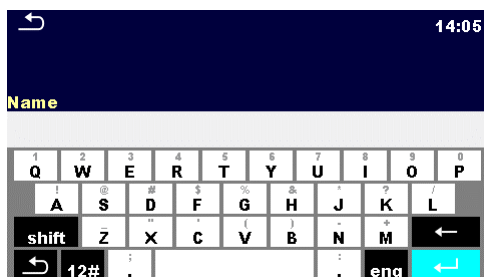 14:05
Name
1 2 3 4 5 6 7 8 9 0
Q W E R T Y U I O P
! @ # $ % & * ? /
A S D F G H J K L
_ " ' ( ) - +
shift Z X C V B N M
; :
12# , . eng